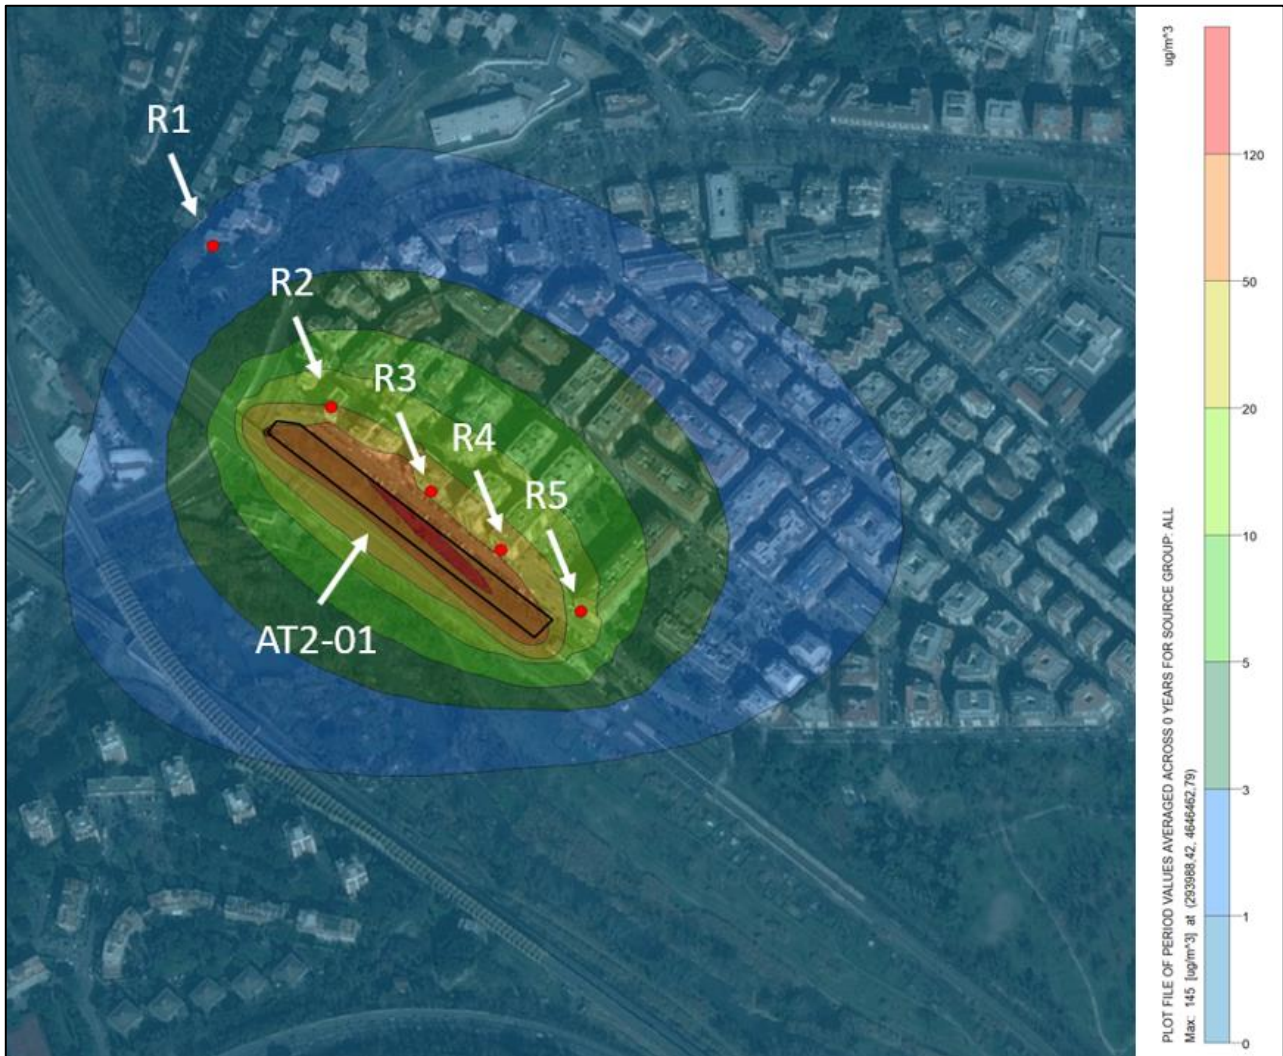 R1
R2
R3
R4
R5
AT2-01
PLOT FILE OF PERIOD VALUES AVERAGED ACROSS 0 YEARS FOR SOURCE GROUP: ALL
Max: 145 [ug/m^3] at (293988,42, 4646462,79)
ug/m^3
120
50
20
10
5
3
1
0